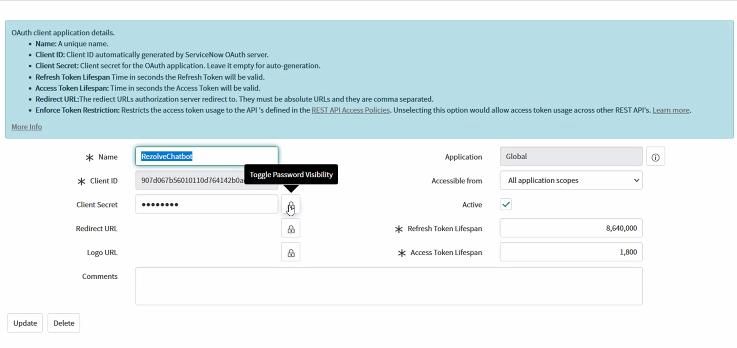 OAuth client application details.
• Name: A unique name.
• Client ID: Client ID automatically generated by ServiceNow OAuth server.
• Client Secret: Client secret for the OAuth application. Leave it empty for auto-generation.
• Refresh Token Lifespan Time in seconds the Refresh Token will be valid.
• Access Token Lifespan: Time in seconds the Access Token will be valid.
• Redirect URL:The rediect URLs authorization server redirect to. They must be absolute URLs and they are comma separated.
• Enforce Token Restriction: Restricts the access token usage to the API 's defined in the REST API Access Policies. Unselecting this option would allow access token usage across other REST API's. Learn more.
More Info
Name RezolveChatbot Application Global
Client ID 907d067b56010110d764142b0a Accessible from All application scopes
Toggle Password Visibility
Client Secret •••••••• Active
Redirect URL Refresh Token Lifespan 8,640,000
Logo URL Access Token Lifespan 1,800
Comments
Update Delete